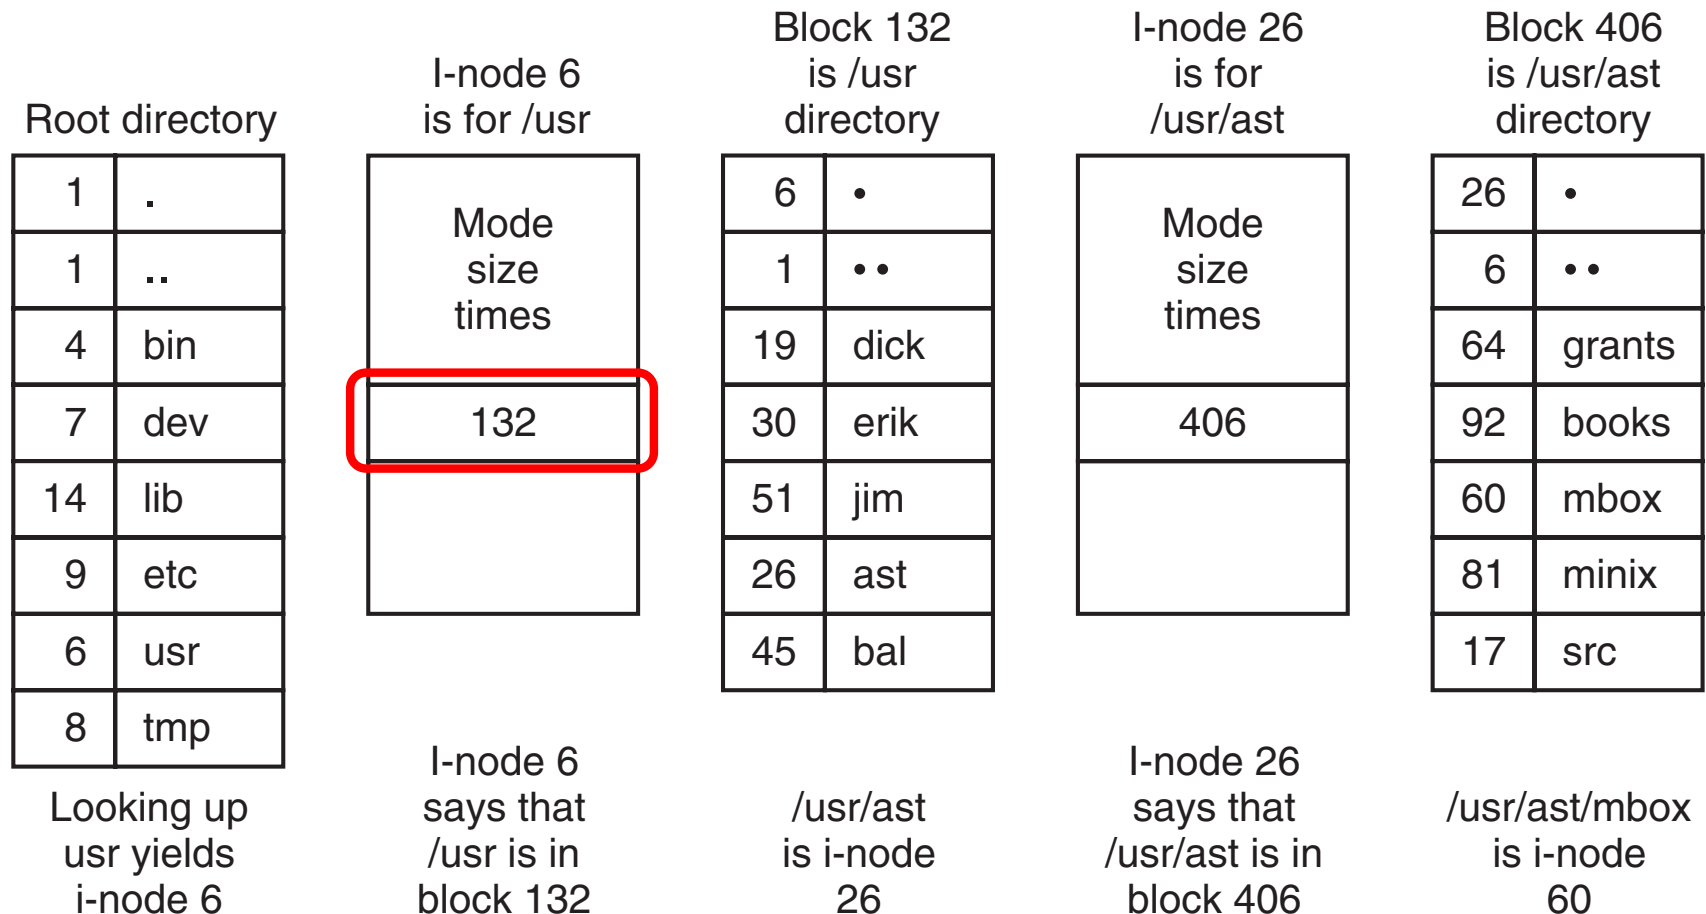 Root directory
1 .
1 ..
4 bin
7 dev
14 lib
9 etc
6 usr
8 tmp
Looking up
usr yields
i-node 6
I-node 6
is for /usr
Mode
size
times
132
I-node 6
says that
/usr is in
block 132
Block 132
is /usr
directory
6 •
1 ••
19 dick
30 erik
51 jim
26 ast
45 bal
/usr/ast
is i-node
26
I-node 26
is for
/usr/ast
Mode
size
times
406
I-node 26
says that
/usr/ast is in
block 406
Block 406
is /usr/ast
directory
26 •
6 ••
64 grants
92 books
60 mbox
81 minix
17 src
/usr/ast/mbox
is i-node
60